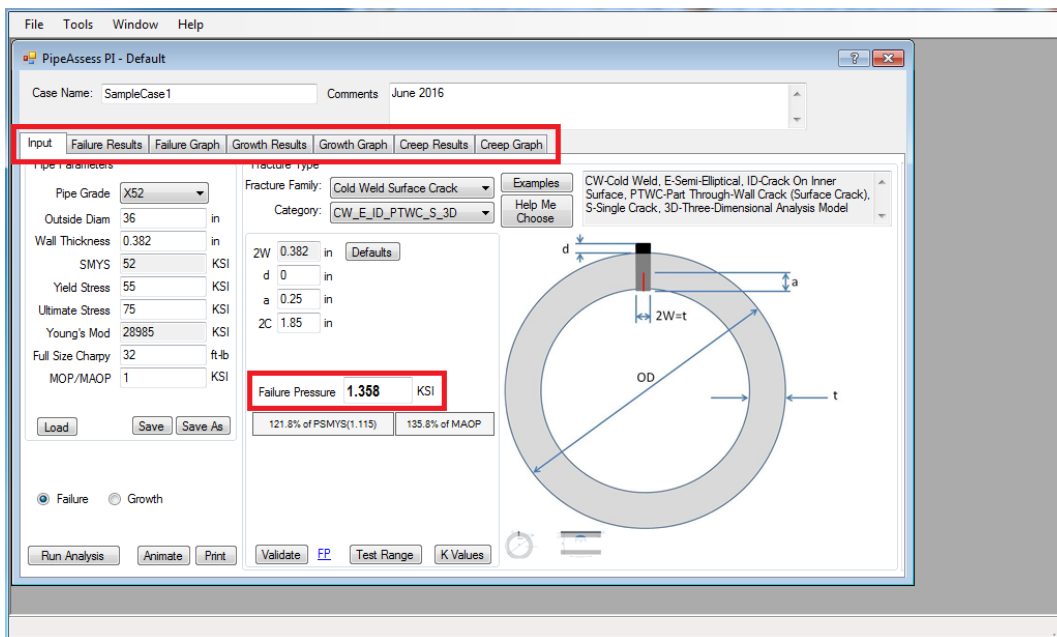 File Tools Window Help
PipeAssess PI - Default
Case Name: SampleCase1 Comments June 2016
Input Failure Results Failure Graph Growth Results Growth Graph Creep Results Creep Graph
Pipe Parameters
Pipe Grade X52
Outside Diam 36 in
Wall Thickness 0.382 in
SMYS 52 KSI
Yield Stress 55 KSI
Ultimate Stress 75 KSI
Young's Mod 28985 KSI
Full Size Charpy 32 ft-lb
MOP/MAOP 1 KSI
Load Save Save As
Failure Growth
Run Analysis Animate Print
Fracture Type
Fracture Family: Cold Weld Surface Crack Examples
Category: CW_E_ID_PTWC_S_3D Help Me Choose
CW-Cold Weld, E-Semi-Elliptical, ID-Crack On Inner
Surface, PTWC-Part Through-Wall Crack (Surface Crack),
S-Single Crack, 3D-Three-Dimensional Analysis Model
2W 0.382 in Defaults
d 0 in
a 0.25 in
2C 1.85 in
Failure Pressure 1.358 KSI
121.8% of PSMYS(1.115) 135.8% of MAOP
Validate FP Test Range K Values
d
a
2W=t
OD
t